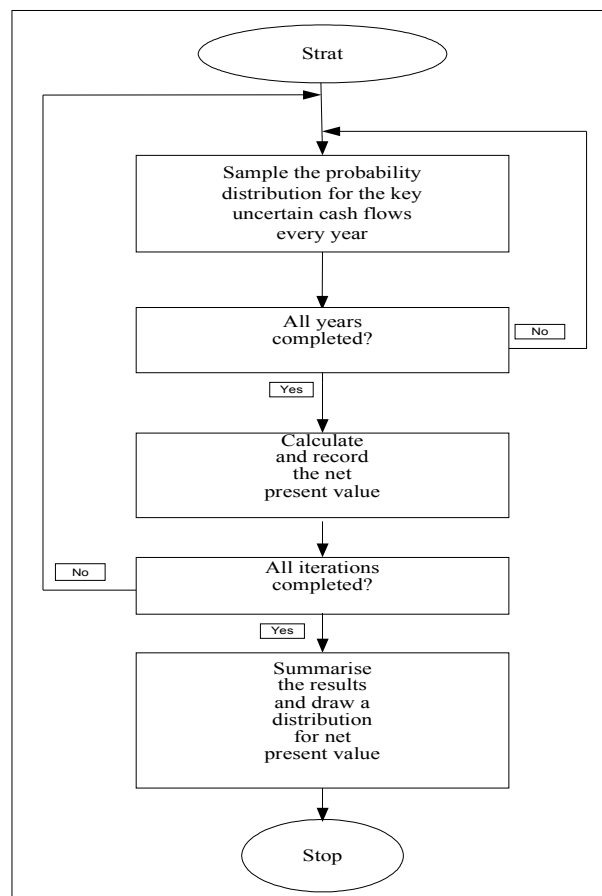 Strat
Sample the probability
distribution for the key
uncertain cash flows
every year
All years
completed?
No
Yes
Calculate
and record
the net
present value
All iterations
completed?
No
Yes
Summarise
the results
and draw a
distribution
for net
present value
Stop